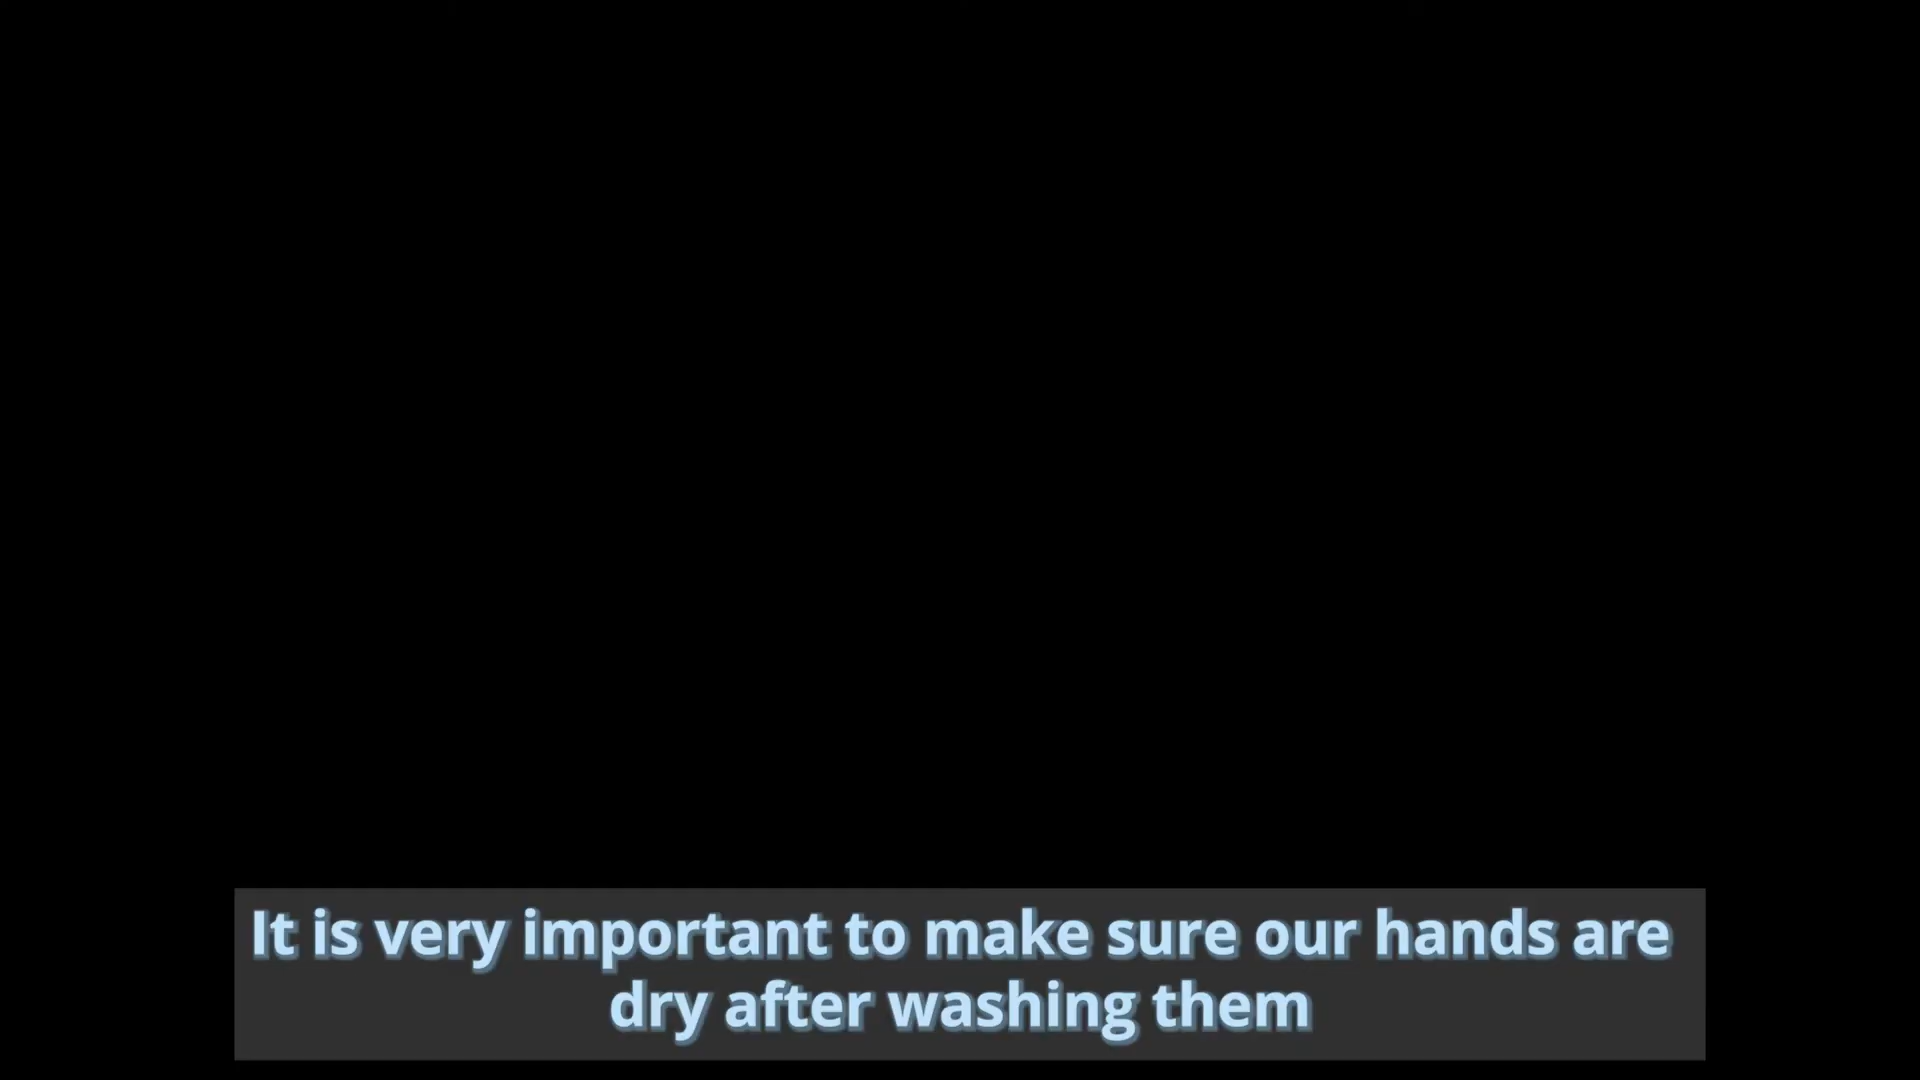 It is very important to make sure our hands are
dry after washing them